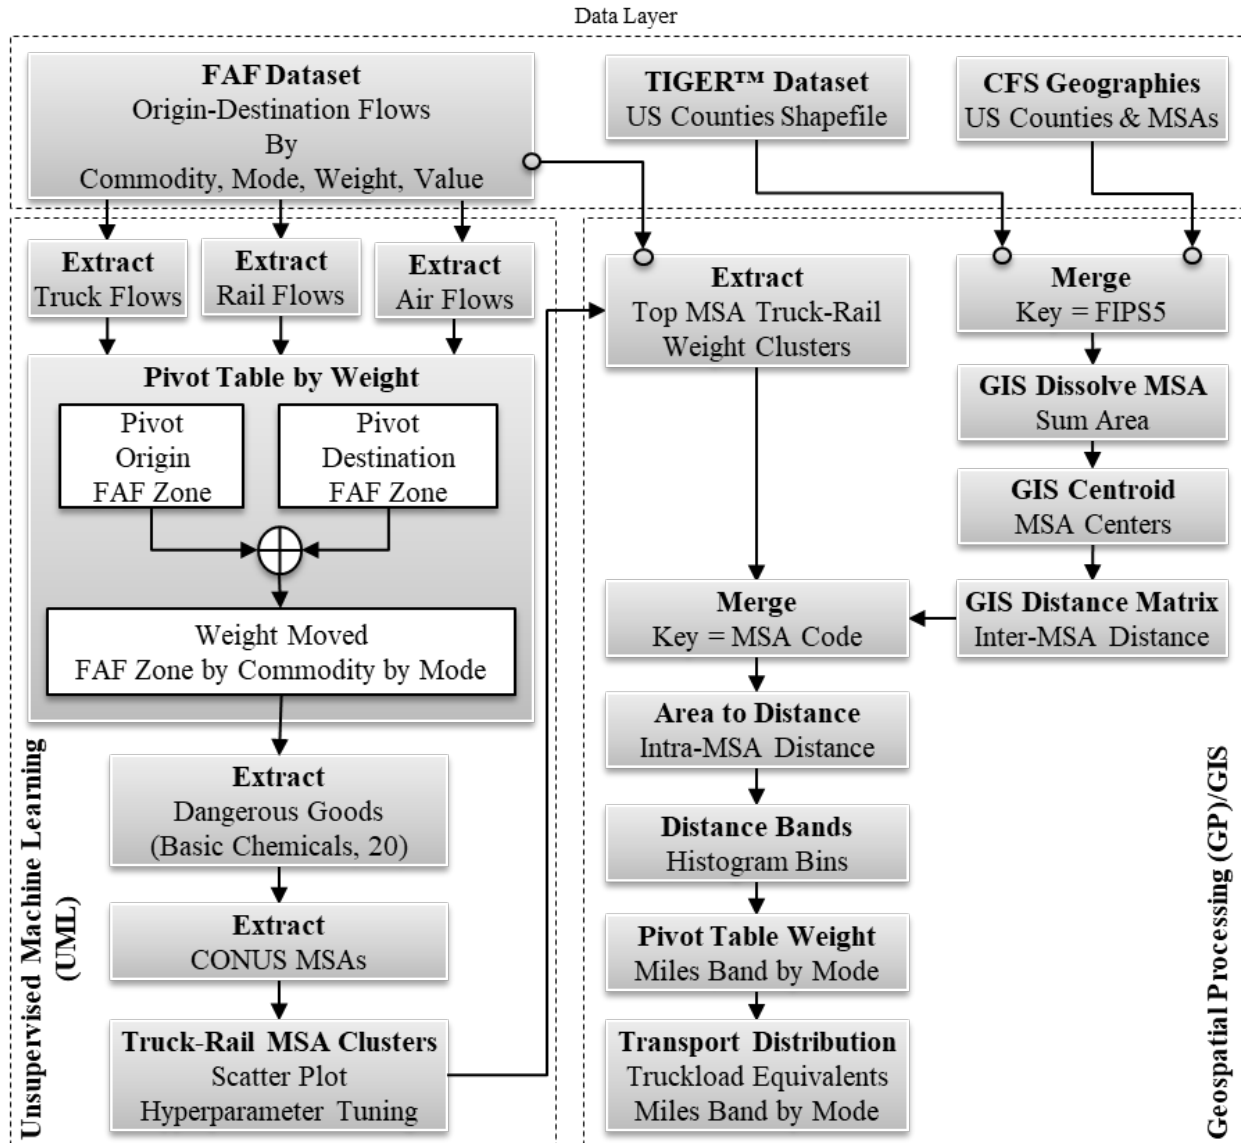 Data Layer
FAF Dataset
Origin-Destination Flows
By
Commodity, Mode, Weight, Value
TIGER™ Dataset
US Counties Shapefile
CFS Geographies
US Counties & MSAs
Extract
Truck Flows
Extract
Rail Flows
Extract
Air Flows
Pivot Table by Weight
Pivot
Origin
FAF Zone
Pivot
Destination
FAF Zone
Weight Moved
FAF Zone by Commodity by Mode
Extract
Dangerous Goods
(Basic Chemicals, 20)
Extract
CONUS MSAs
Truck-Rail MSA Clusters
Scatter Plot
Hyperparameter Tuning
Unsupervised Machine Learning
(UML)
Extract
Top MSA Truck-Rail
Weight Clusters
Merge
Key = FIPS5
GIS Dissolve MSA
Sum Area
GIS Centroid
MSA Centers
GIS Distance Matrix
Inter-MSA Distance
Merge
Key = MSA Code
Area to Distance
Intra-MSA Distance
Distance Bands
Histogram Bins
Pivot Table Weight
Miles Band by Mode
Transport Distribution
Truckload Equivalents
Miles Band by Mode
Geospatial Processing (GP)/GIS